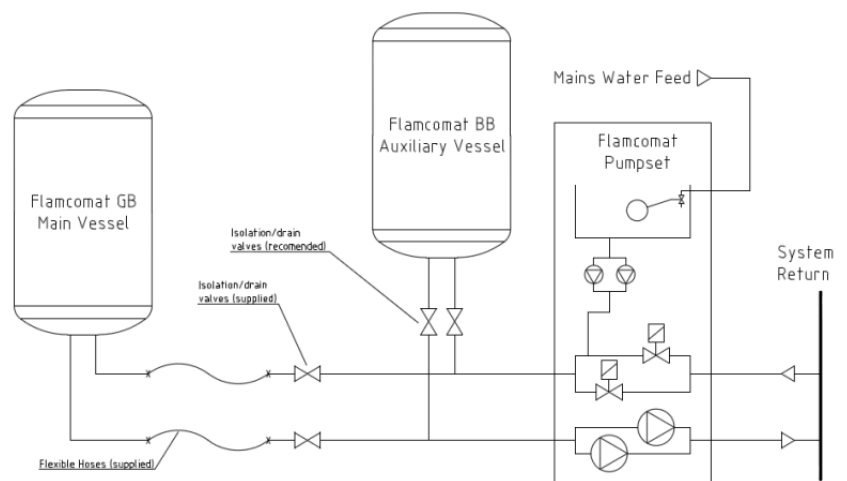 Flamcomat GB
Main Vessel
Flamcomat BB
Auxiliary Vessel
Mains Water Feed
Flamcomat
Pumpset
Isolation/drain
valves (recomended)
Isolation/drain
valves (supplied)
System
Return
Flexible Hoses (supplied)